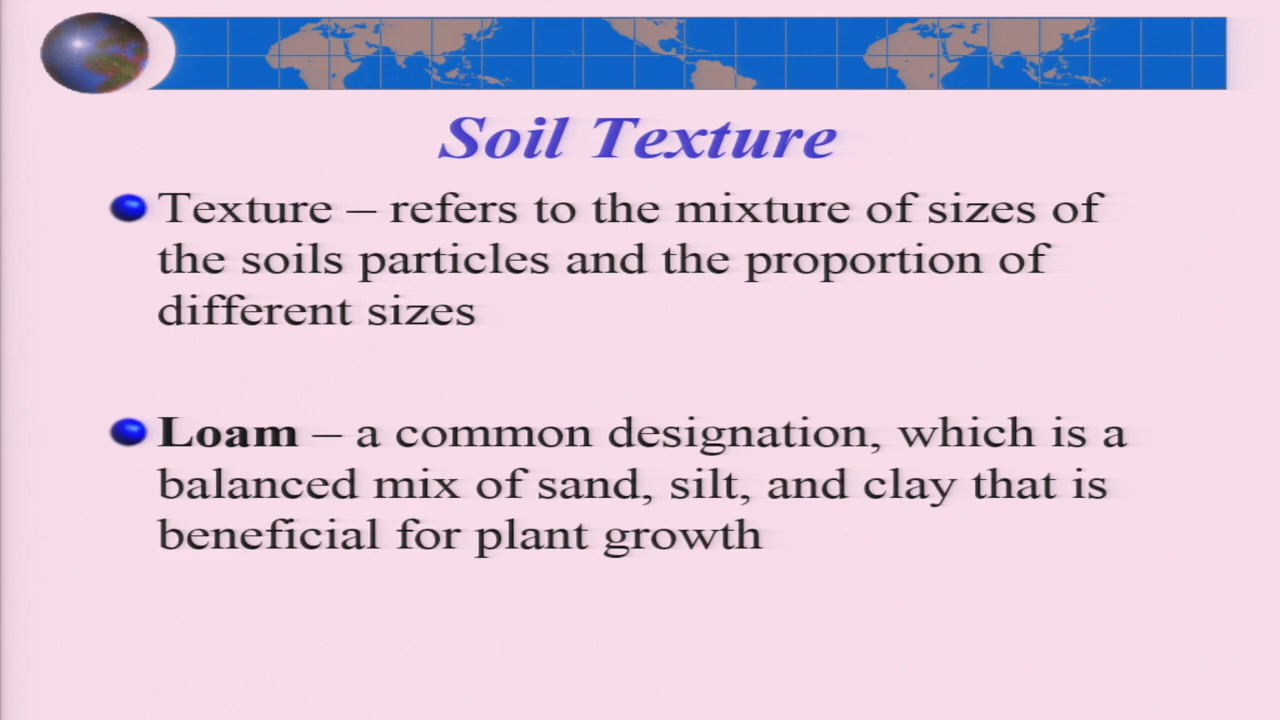 Soil Texture
Texture – refers to the mixture of sizes of
the soils particles and the proportion of
different sizes
Loam – a common designation, which is a
balanced mix of sand, silt, and clay that is
beneficial for plant growth